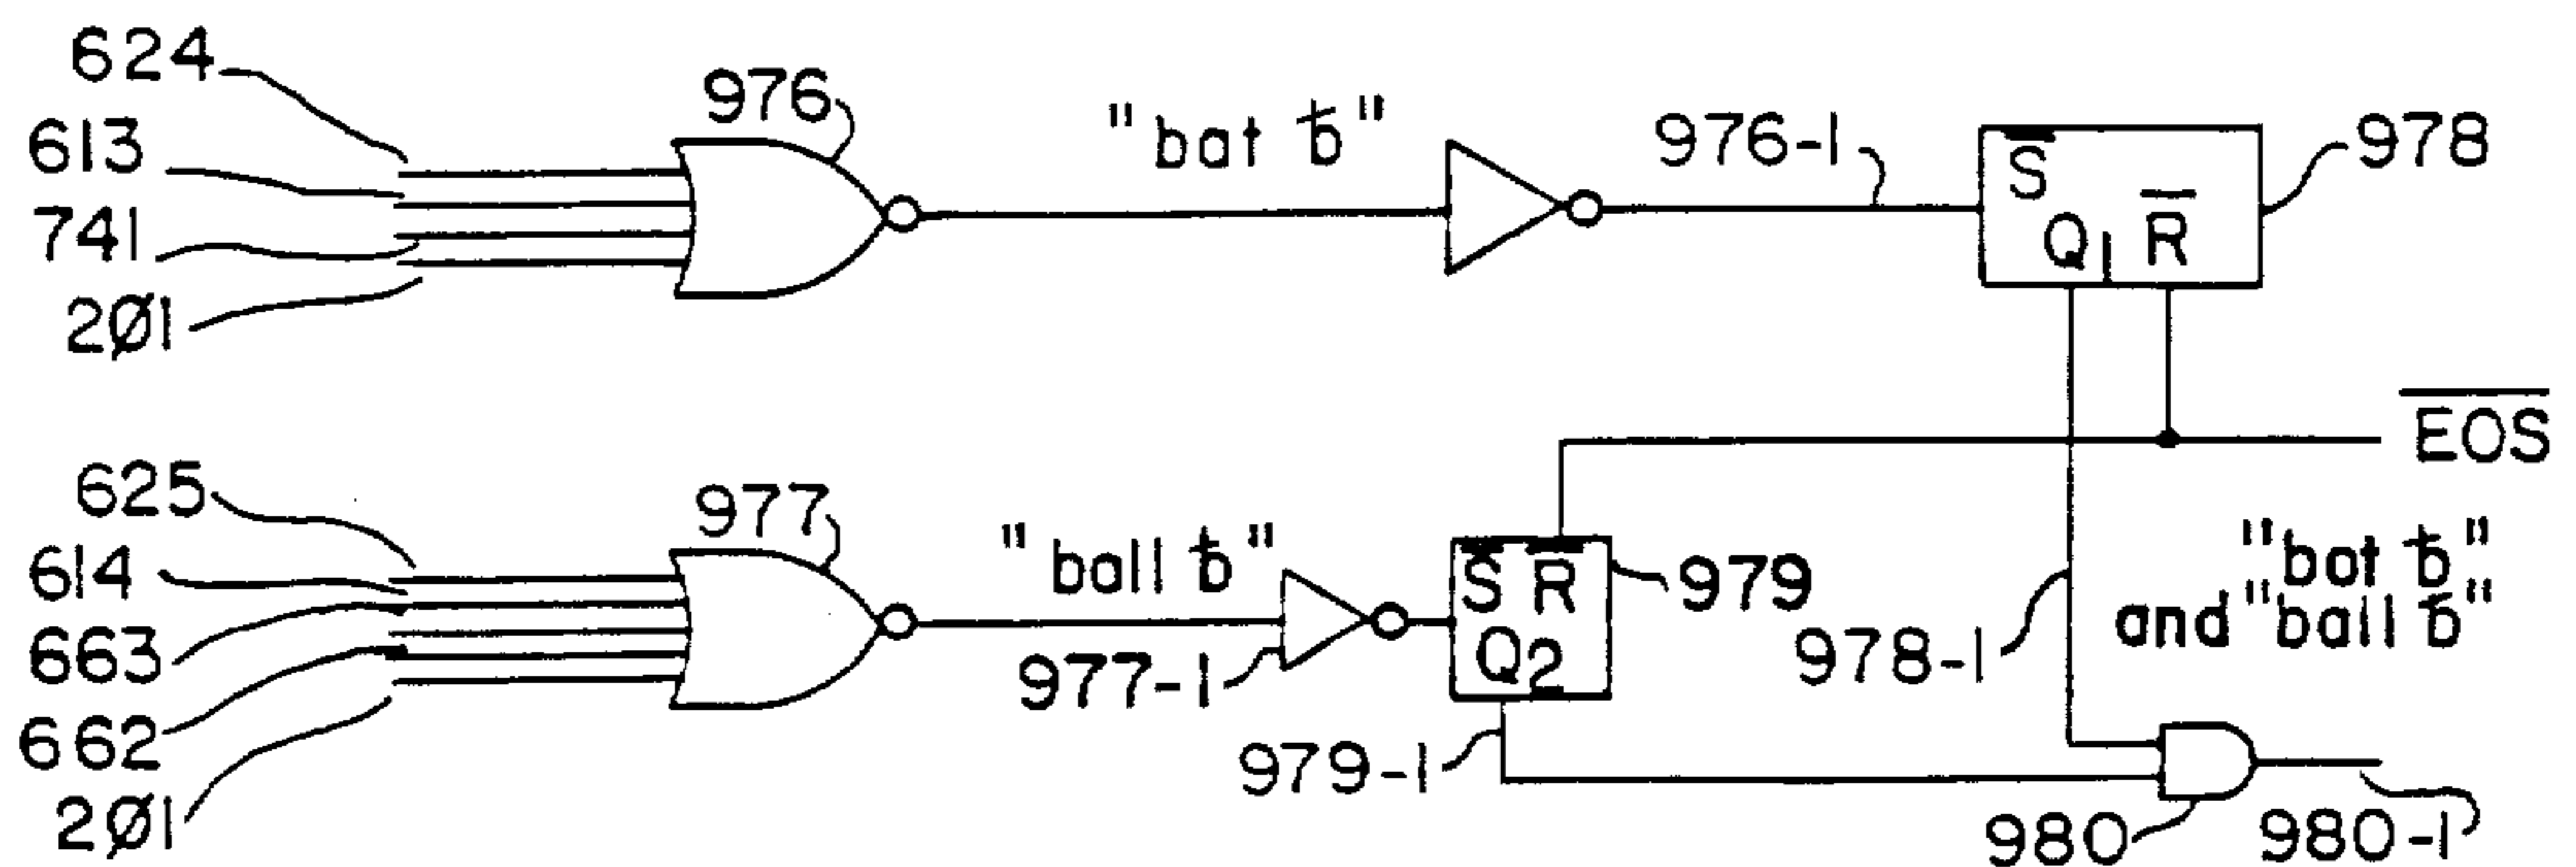 624
613
741
2Ø1
976
"bat ƀ"
976-1
S̅
Q1 R̅
978
E̅O̅S̅
625
614
663
662
2Ø1
977
"ball ƀ"
977-1
S̅ R̅
Q2
979
979-1
978-1
"bat ƀ"
and "ball ƀ"
980
980-1